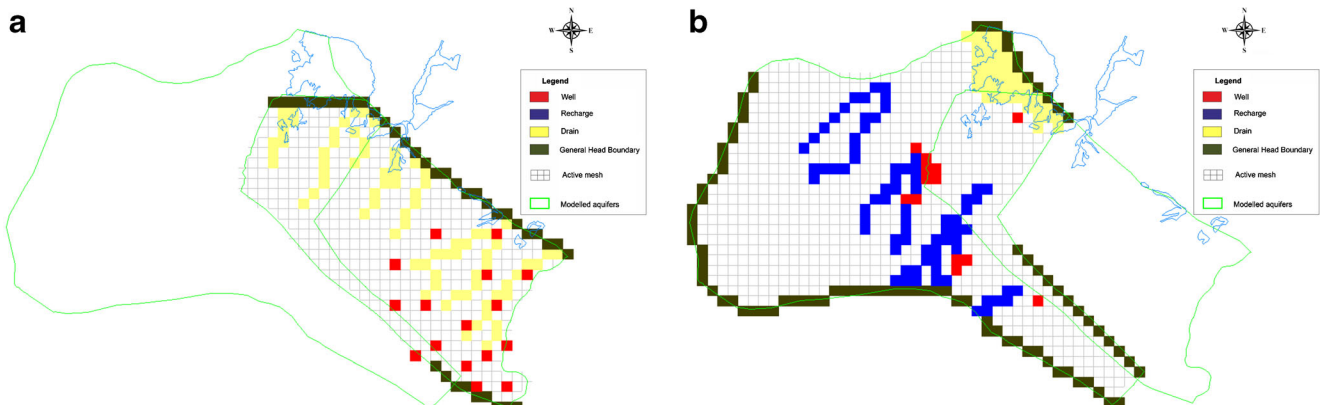 a
N
W E
S
Legend
Well
Recharge
Drain
General Head Boundary
Active mesh
Modelled aquifers
b
N
W E
S
Legend
Well
Recharge
Drain
General Head Boundary
Active mesh
Modelled aquifers